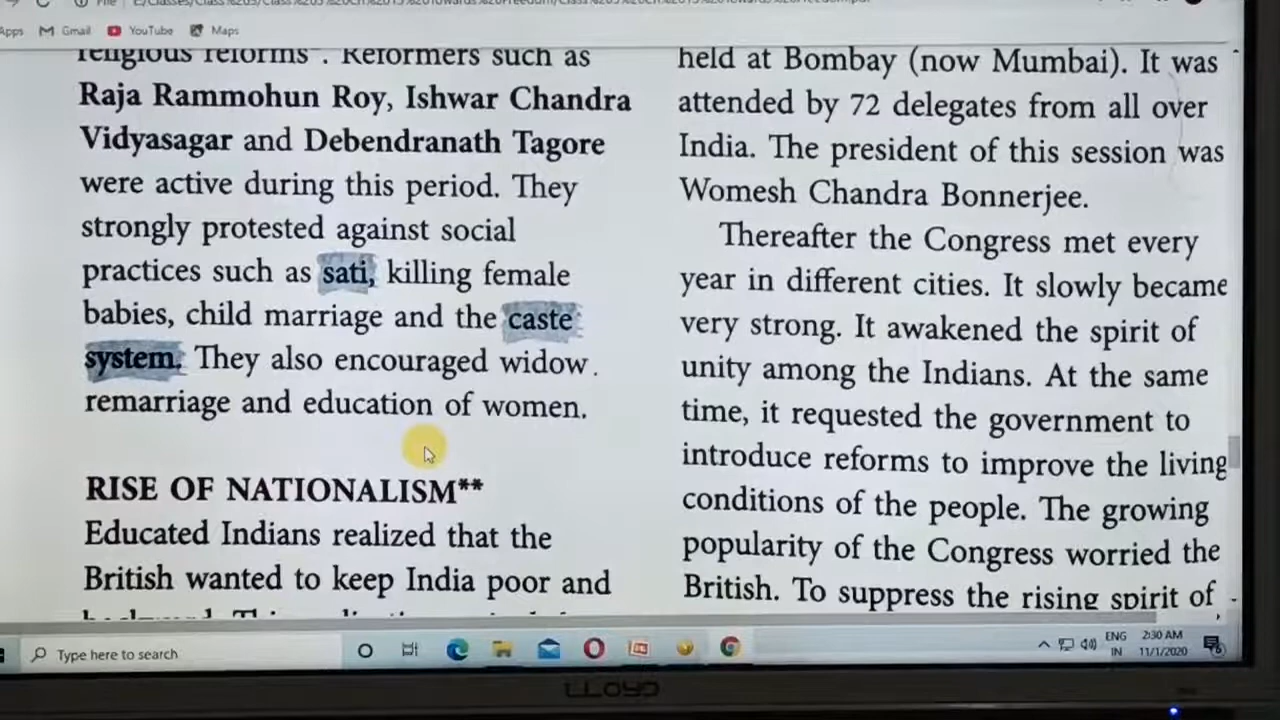 Apps
Gmail
YouTube
Maps
religious reforms". Reformers such as
Raja Rammohun Roy, Ishwar Chandra
Vidyasagar and Debendranath Tagore
were active during this period. They
strongly protested against social
practices such as sati, killing female
babies, child marriage and the caste
system. They also encouraged widow
remarriage and education of women.
RISE OF NATIONALISM**
Educated Indians realized that the
British wanted to keep India poor and
held at Bombay (now Mumbai). It was
attended by 72 delegates from all over
India. The president of this session was
Womesh Chandra Bonnerjee.
Thereafter the Congress met every
year in different cities. It slowly became
very strong. It awakened the spirit of
unity among the Indians. At the same
time, it requested the government to
introduce reforms to improve the living
conditions of the people. The growing
popularity of the Congress worried the
British. To suppress the rising spirit of
Type here to search
ENG
IN
2:30 AM
11/1/2020
LLOYD